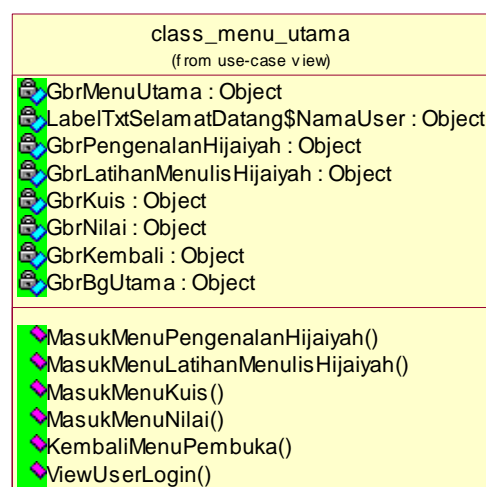 class_menu_utama
(from use-case view)
GbrMenuUtama : Object
LabelTxtSelamatDatang$NamaUser : Object
GbrPengenalanHijaiyah : Object
GbrLatihanMenulisHijaiyah : Object
GbrKuis : Object
GbrNilai : Object
GbrKembali : Object
GbrBgUtama : Object
MasukMenuPengenalanHijaiyah()
MasukMenuLatihanMenulisHijaiyah()
MasukMenuKuis()
MasukMenuNilai()
KembaliMenuPembuka()
ViewUserLogin()